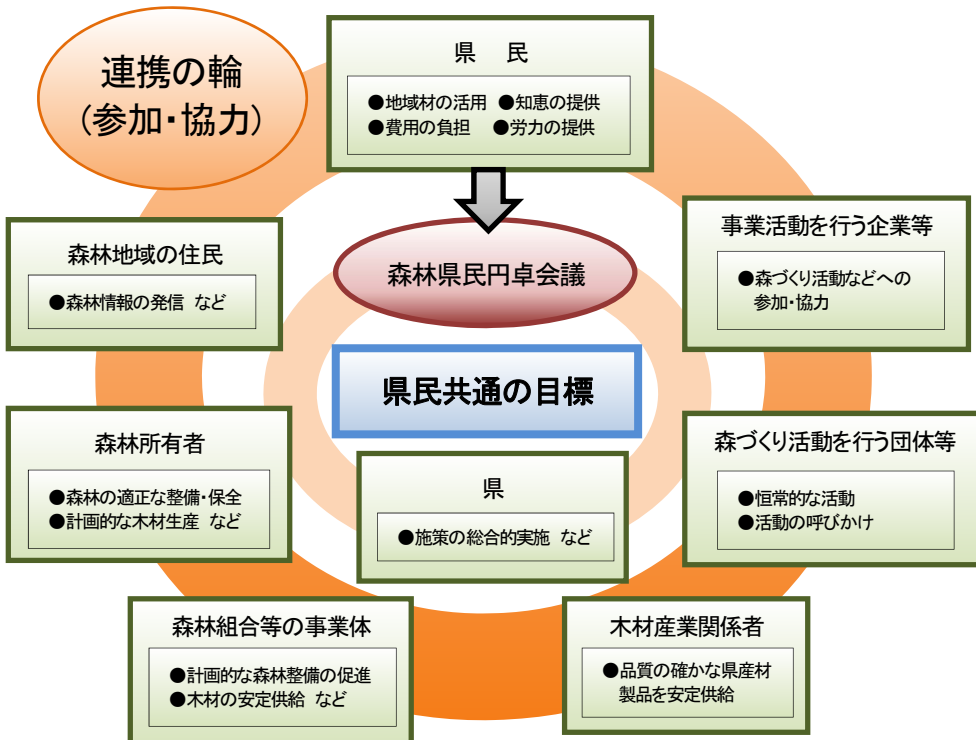 連携の輪
(参加・協力)
県 民
●地域材の活用 ●知恵の提供
●費用の負担 ●労力の提供
森林県民円卓会議
森林地域の住民
●森林情報の発信 など
事業活動を行う企業等
●森づくり活動などへの
参加・協力
県民共通の目標
森林所有者
●森林の適正な整備・保全
●計画的な木材生産 など
県
●施策の総合的実施 など
森づくり活動を行う団体等
●恒常的な活動
●活動の呼びかけ
森林組合等の事業体
●計画的な森林整備の促進
●木材の安定供給 など
木材産業関係者
●品質の確かな県産材
製品を安定供給